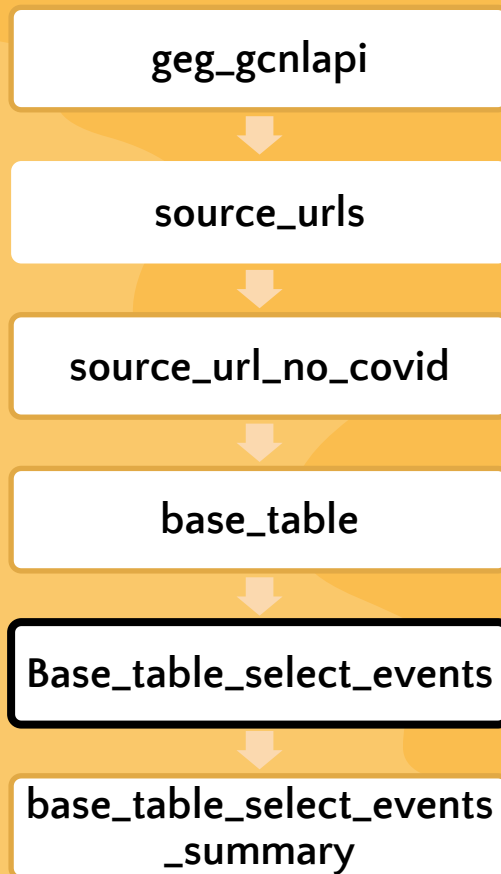 geg_gcnlapi
source_urls
source_url_no_covid
base_table
Base_table_select_events
base_table_select_events
_summary